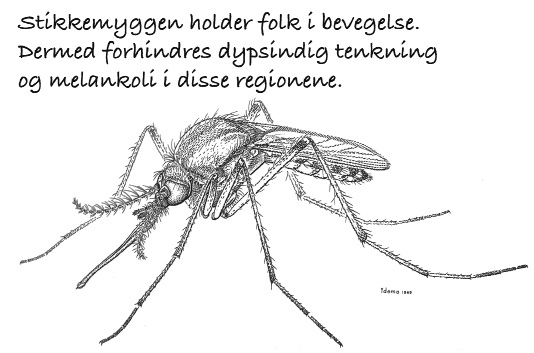 Stikkemyggen holder folk i bevegelse.
Dermed forhindres dypsindig tenkning
og melankoli i disse regionene.